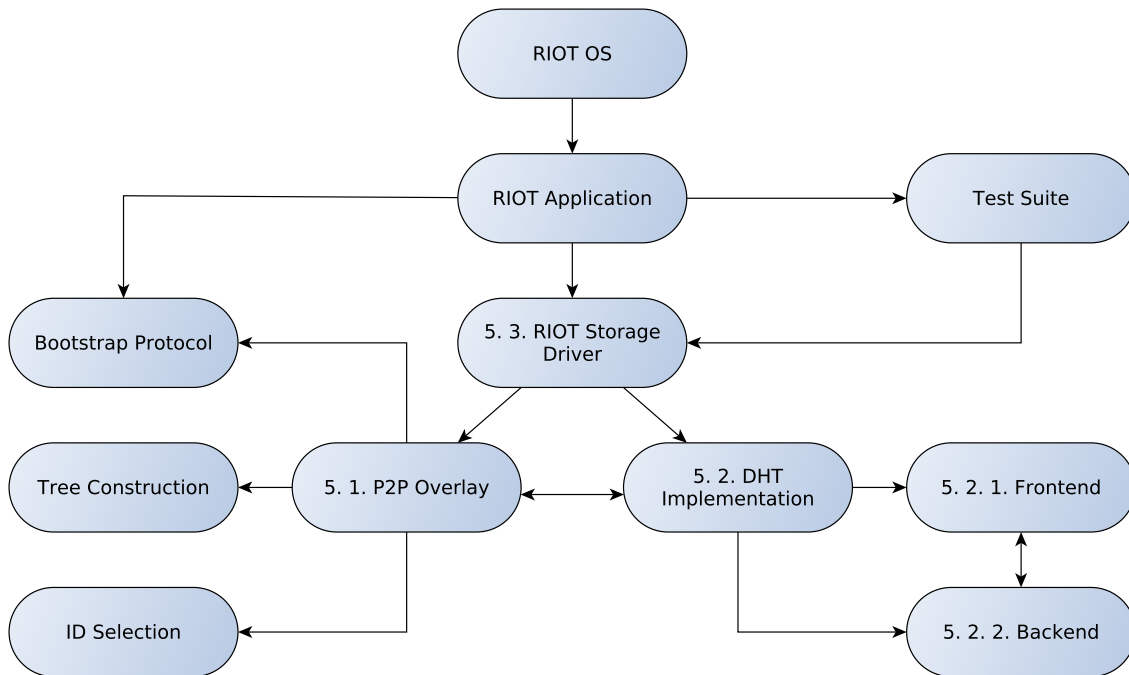 RIOT OS
RIOT Application
Test Suite
Bootstrap Protocol
5. 3. RIOT Storage
Driver
Tree Construction
5. 1. P2P Overlay
5. 2. DHT
Implementation
5. 2. 1. Frontend
ID Selection
5. 2. 2. Backend